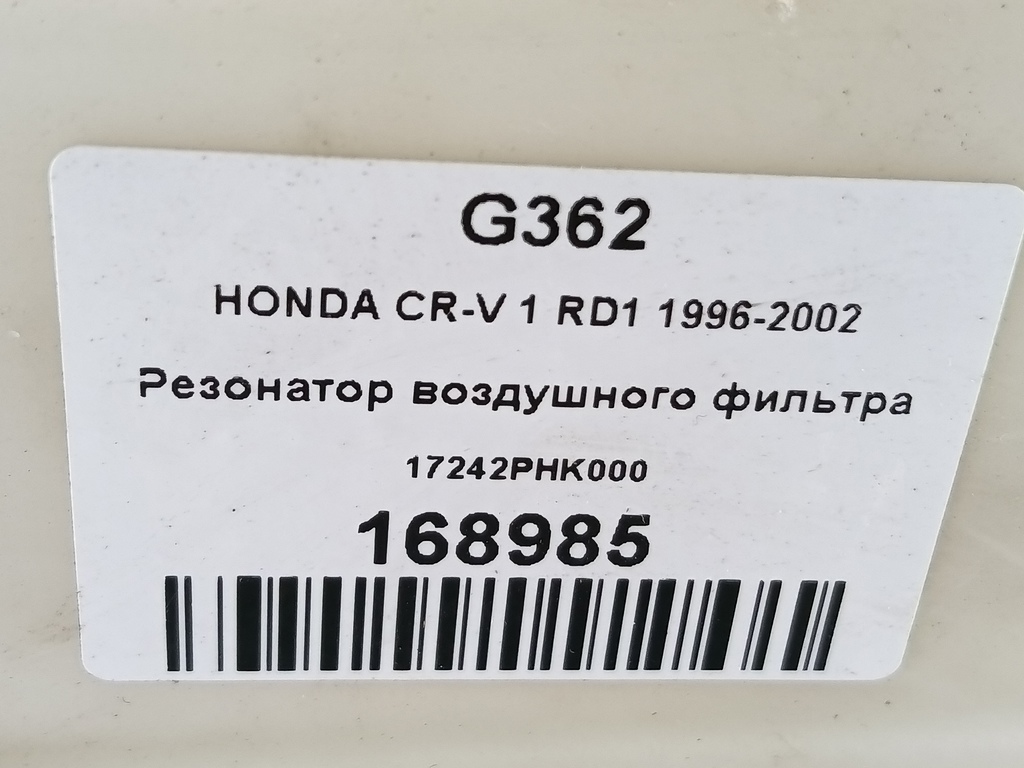 G362
HONDA CR-V 1 RD1 1996-2002
Резонатор воздушного фильтра
17242PHK000
168985